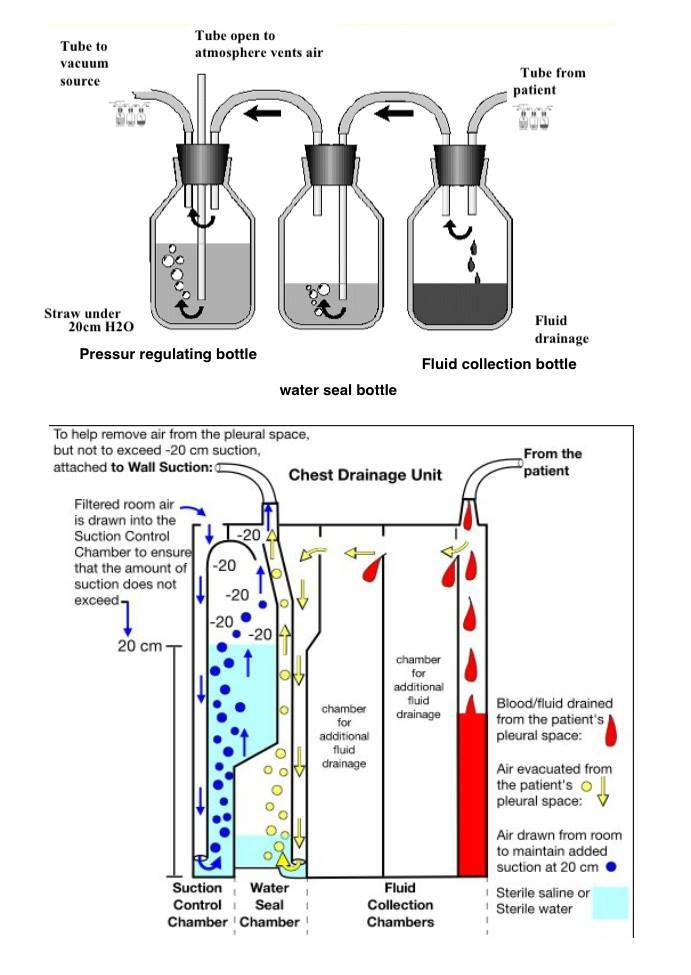 Tube to
vacuum
source
Tube open to
atmosphere vents air
Tube from
patient
Straw under
20cm H2O
Fluid
drainage
Pressur regulating bottle
Fluid collection bottle
water seal bottle
To help remove air from the pleural space,
but not to exceed -20 cm suction,
attached to Wall Suction:
Chest Drainage Unit
From the
patient
Filtered room air
is drawn into the
Suction Control
Chamber to ensure
that the amount of
suction does not
exceed
-20
-20
-20
-20
-20
20 cm
chamber
for
additional
fluid
drainage
chamber
for
additional
fluid
drainage
Blood/fluid drained
from the patient's
pleural space:
Air evacuated from
the patient's
pleural space:
Air drawn from room
to maintain added
suction at 20 cm
Sterile saline or
Sterile water
Suction
Control
Chamber
Water
Seal
Chamber
Fluid
Collection
Chambers